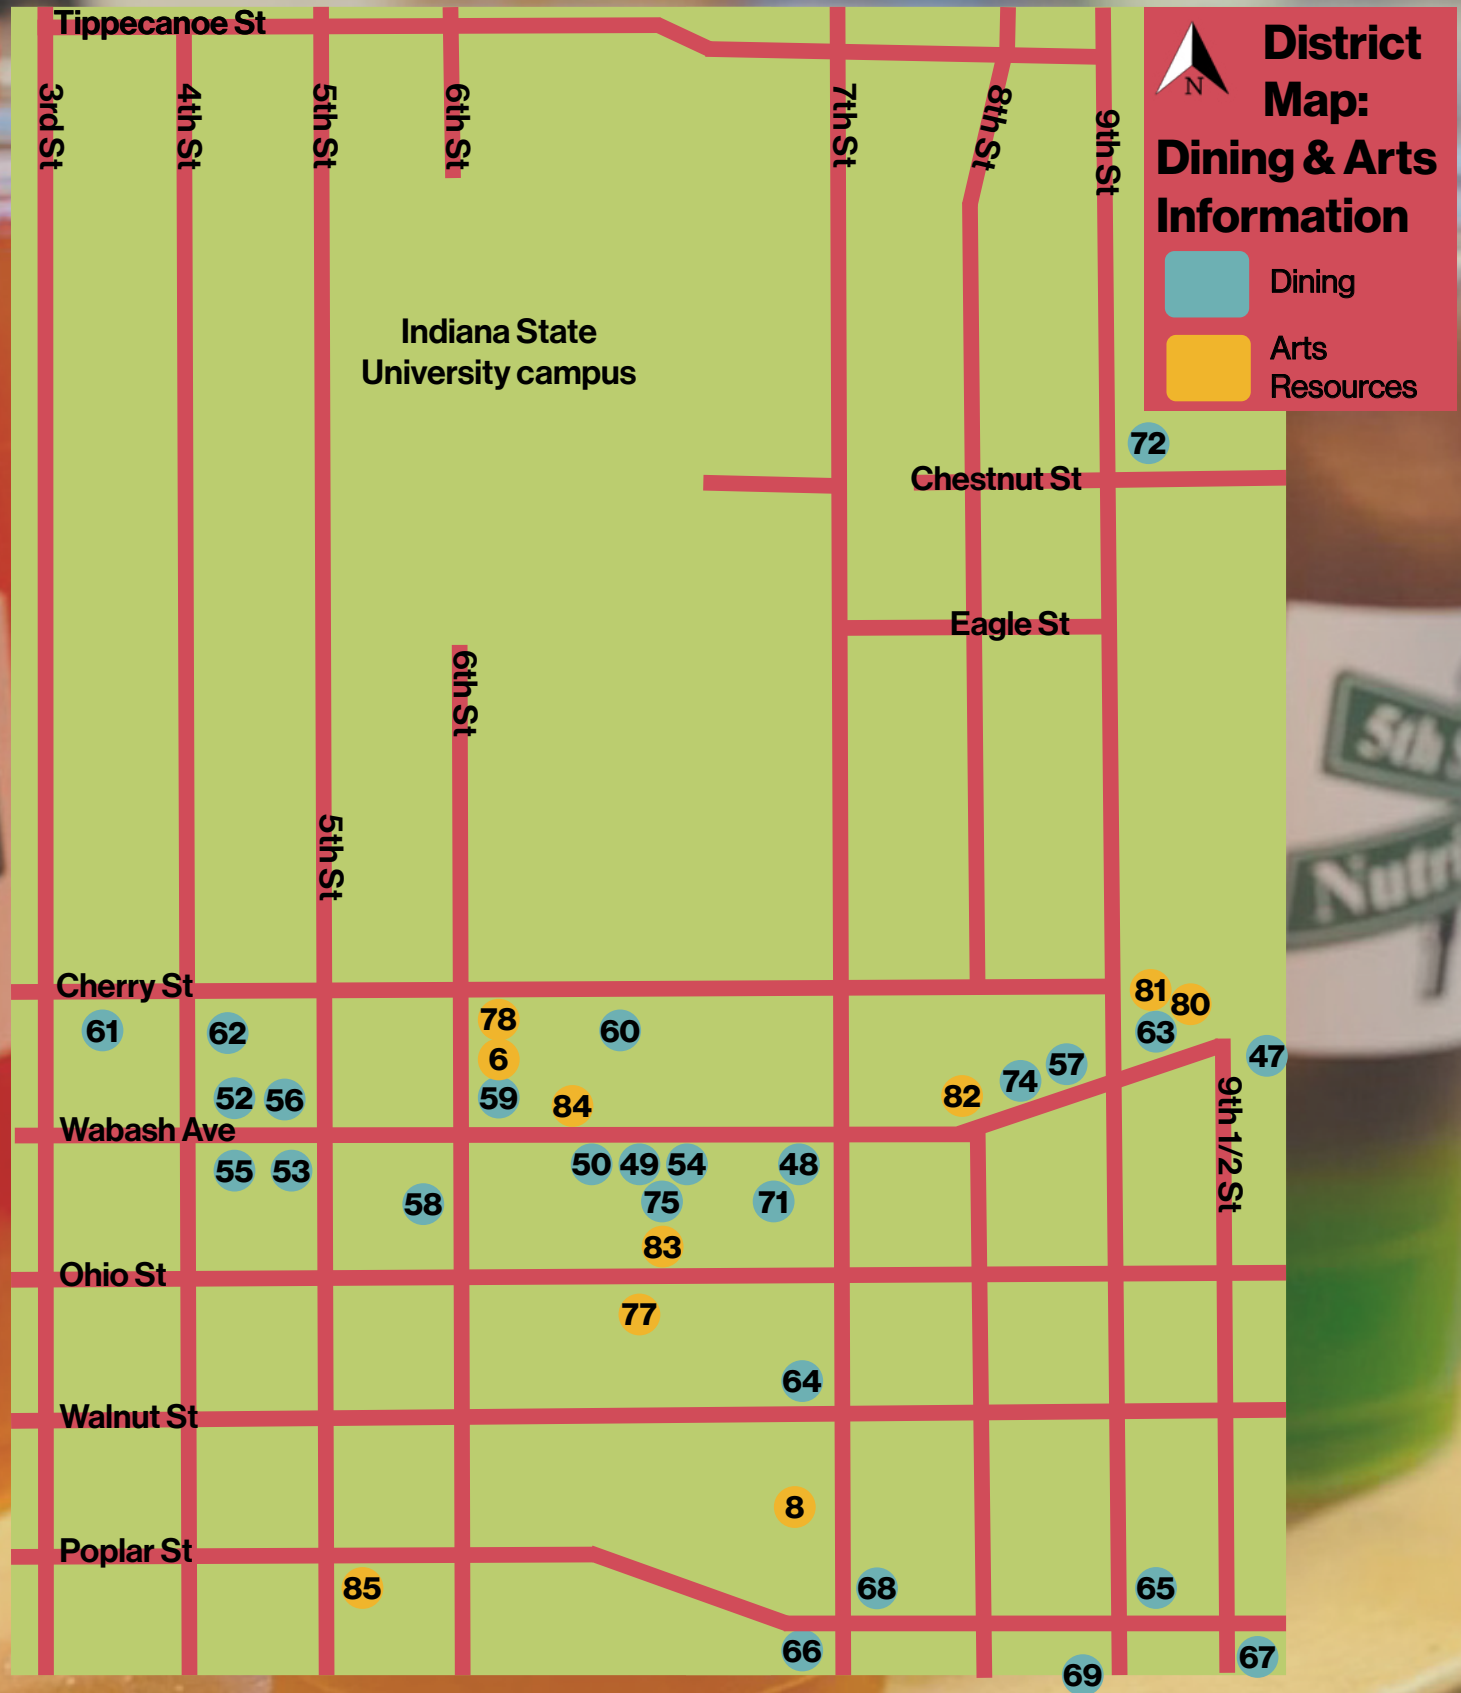 Tippecanoe St
3rd St
4th St
5th St
6th St
7th St
8th St
9th St
N
District
Map:
Dining & Arts
Information
Dining
Arts
Resources
Indiana State
University campus
72
Chestnut St
Eagle St
6th St
5th St
5th
Cherry St
81
80
61
62
78
60
63
6
47
57
74
52
56
59
84
82
9th 1/2 St
Wabash Ave
55
53
50
49
54
48
58
75
71
83
Ohio St
77
64
Walnut St
8
Poplar St
85
68
65
66
69
67